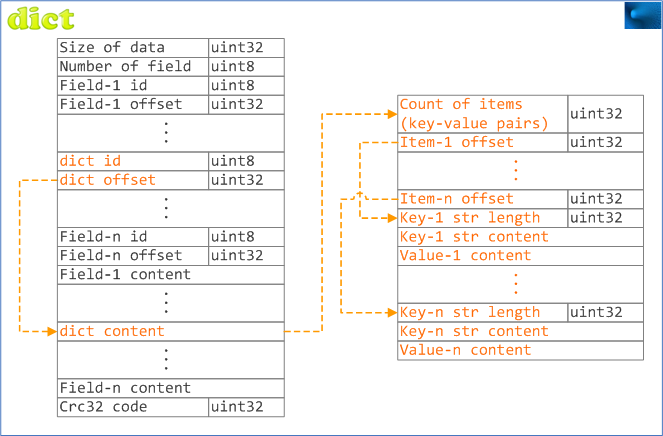 dict
Size of data uint32
Number of field uint8
Field-1 id uint8
Field-1 offset uint32
dict id uint8
dict offset uint32
Field-n id uint8
Field-n offset uint32
Field-1 content
dict content
Field-n content
Crc32 code uint32
Count of items
(key-value pairs) uint32
Item-1 offset uint32
Item-n offset uint32
Key-1 str length uint32
Key-1 str content
Value-1 content
Key-n str length uint32
Key-n str content
Value-n content